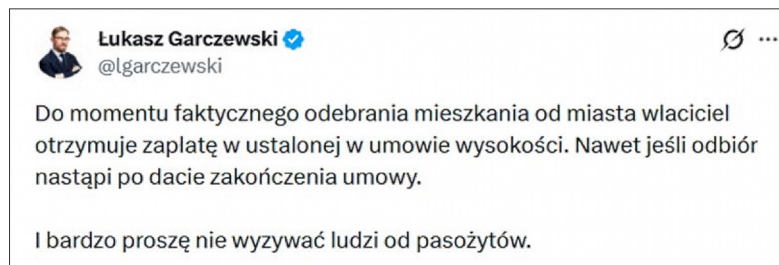 Łukasz Garczewski
@lgarczewski
Do momentu faktycznego odebrania mieszkania od miasta wlaciciel
otrzymuje zaplatę w ustalonej w umowie wysokości. Nawet jeśli odbiór
nastąpi po dacie zakończenia umowy.
I bardzo proszę nie wyzywać ludzi od pasożytów.